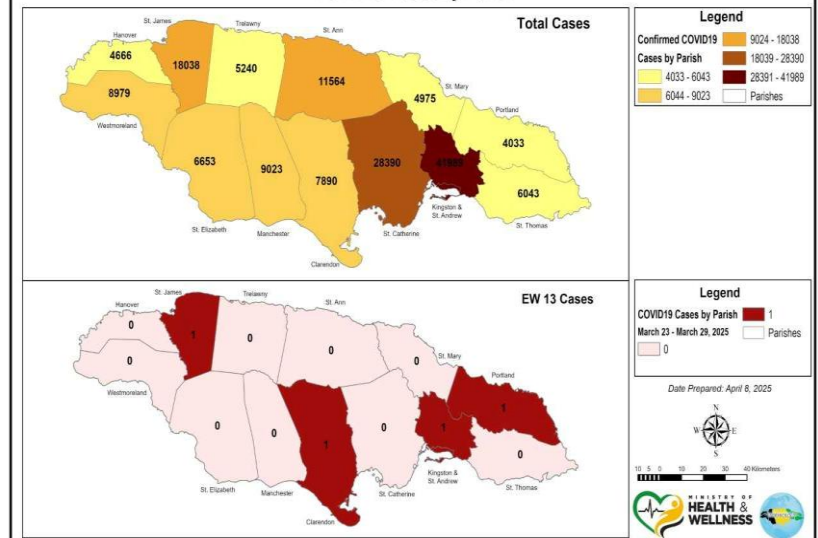 Total Cases
St. James
Trelawny
St. Ann
Hanover
4666
18038
5240
11564
4975
St. Mary
Portland
8979
4033
Westmoreland
6653
9023
7890
28390
41989
6043
Kingston &
St. Andrew
St. Thomas
St. Elizabeth
Manchester
St. Catherine
Clarendon
Legend
Confirmed COVID19
Cases by Parish
4033 - 6043
6044 - 9023
9024 - 18038
18039 - 28390
28391 - 41989
Parishes
EW 13 Cases
St. James
Trelawny
St. Ann
Hanover
0
1
0
0
0
St. Mary
Portland
0
1
Westmoreland
0
0
1
0
1
0
Kingston &
St. Andrew
St. Thomas
St. Elizabeth
Manchester
St. Catherine
Clarendon
Legend
COVID19 Cases by Parish
March 23 - March 29, 2025
0
1
Parishes
Date Prepared: April 8, 2025
N
W E
S
10 5 0 10 20 30 40 Kilometers
MINISTRY OF
HEALTH &
WELLNESS